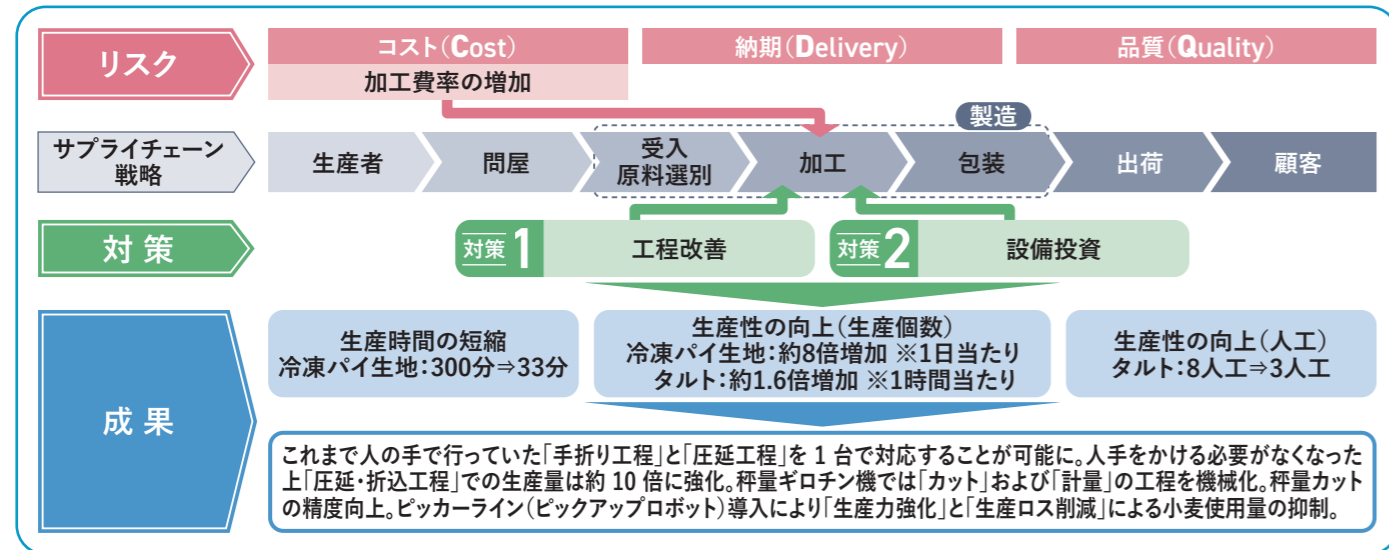 リスク
コスト（Cost）
納期（Delivery）
品質（Quality）
加工費率の増加
製造
サプライチェーン
戦略
生産者
問屋
受入
原料選別
加工
包装
出荷
顧客
対策
対策1
工程改善
対策2
設備投資
成果
生産時間の短縮
冷凍パイ生地：300分⇒33分
生産性の向上（生産個数）
冷凍パイ生地：約8倍増加 ※1日当たり
タルト：約1.6倍増加 ※1時間当たり
生産性の向上（人工）
タルト：8人工⇒3人工
これまで人の手で行っていた「手折り工程」と「圧延工程」を 1 台で対応することが可能に。人手をかける必要がなくなった
上「圧延・折込工程」での生産量は約 10 倍に強化。秤量ギロチン機では「カット」および「計量」の工程を機械化。秤量カット
の精度向上。ピッカーライン（ピックアップロボット）導入により「生産力強化」と「生産ロス削減」による小麦使用量の抑制。